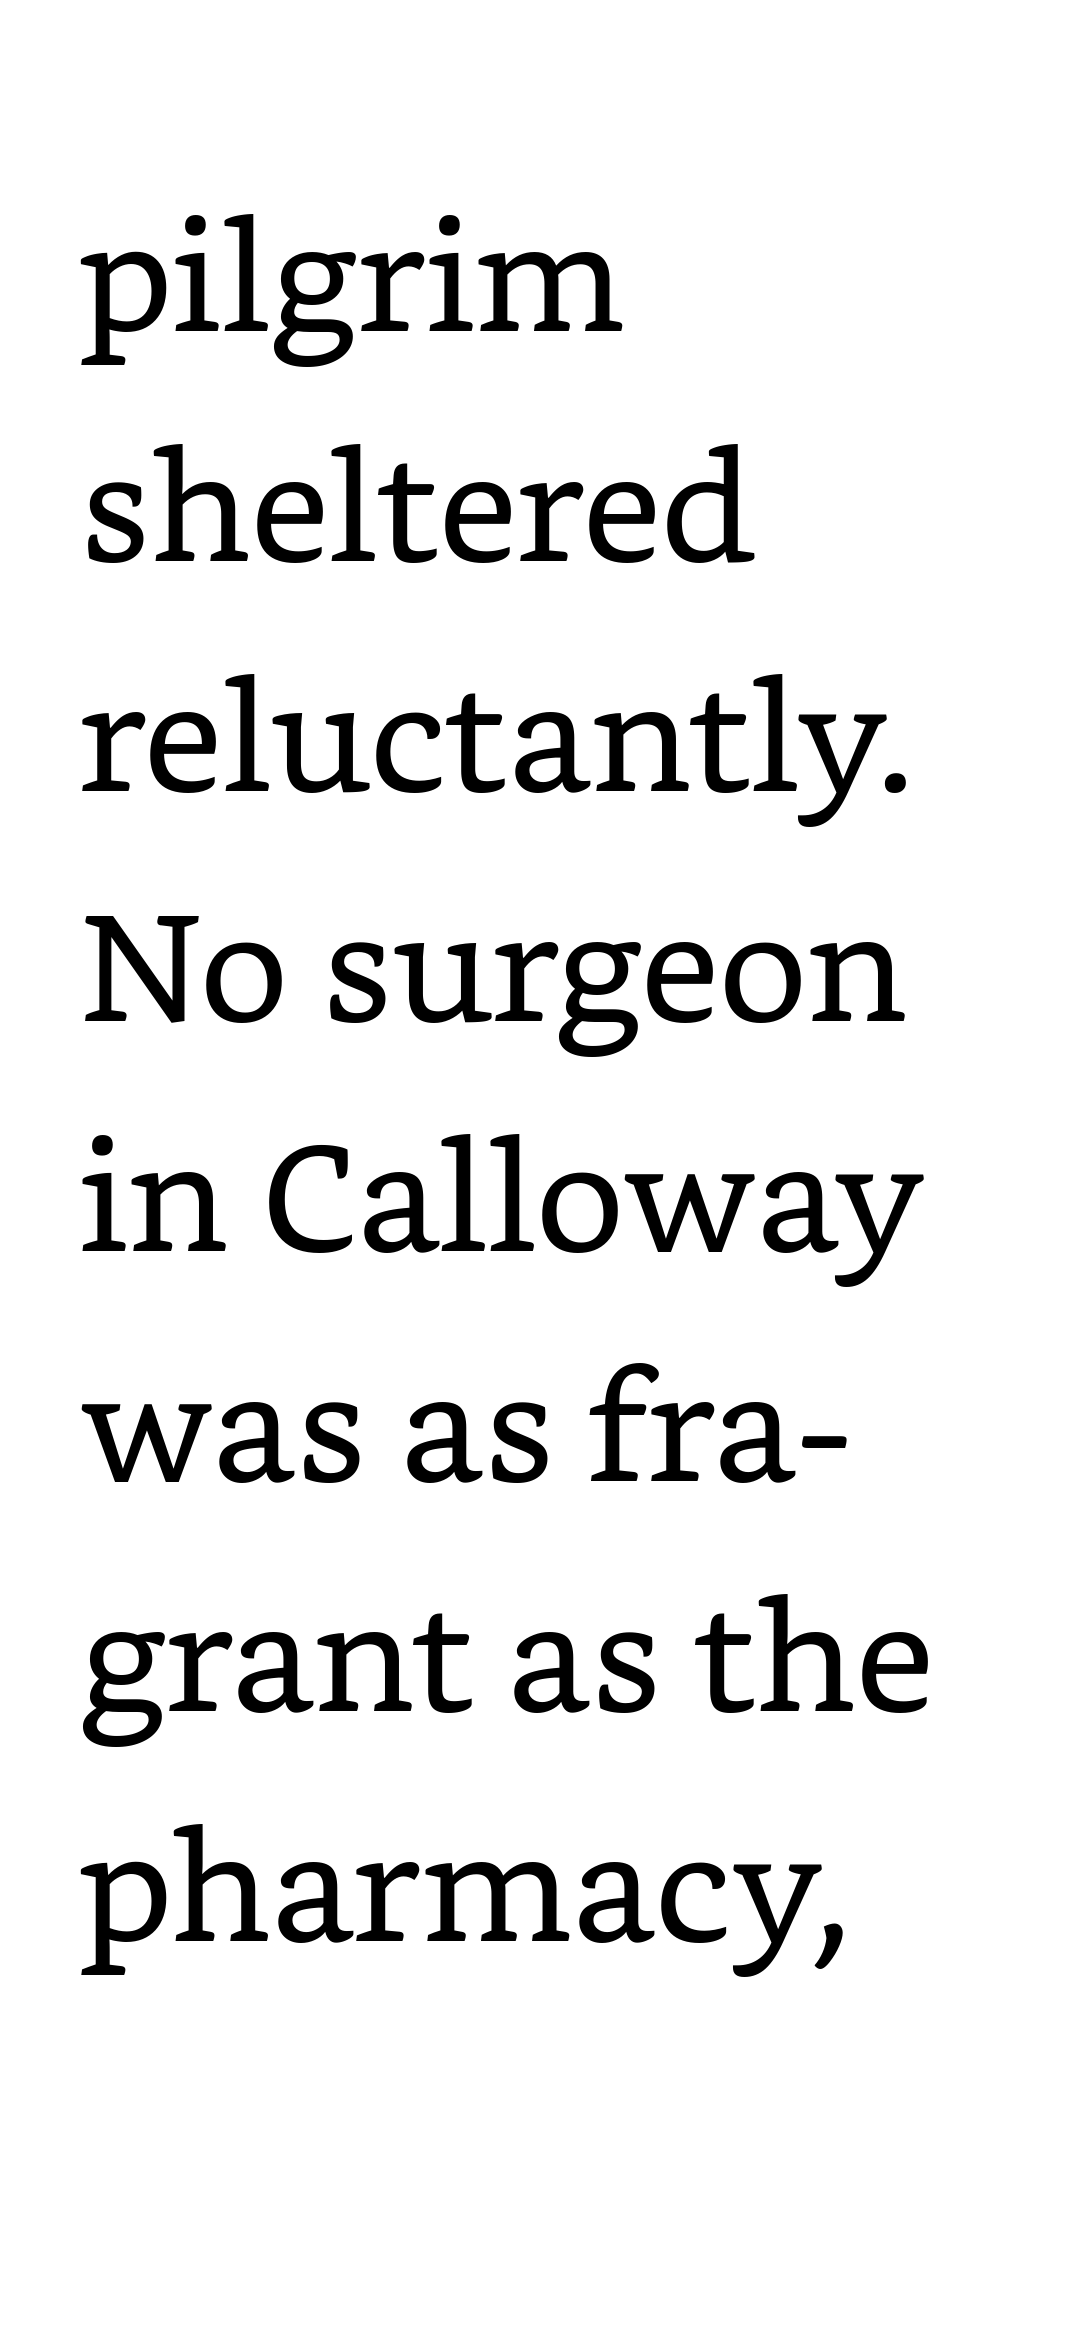 pilgrim
sheltered
reluctantly.
No surgeon
in Calloway
was as fra-
grant as the
pharmacy,